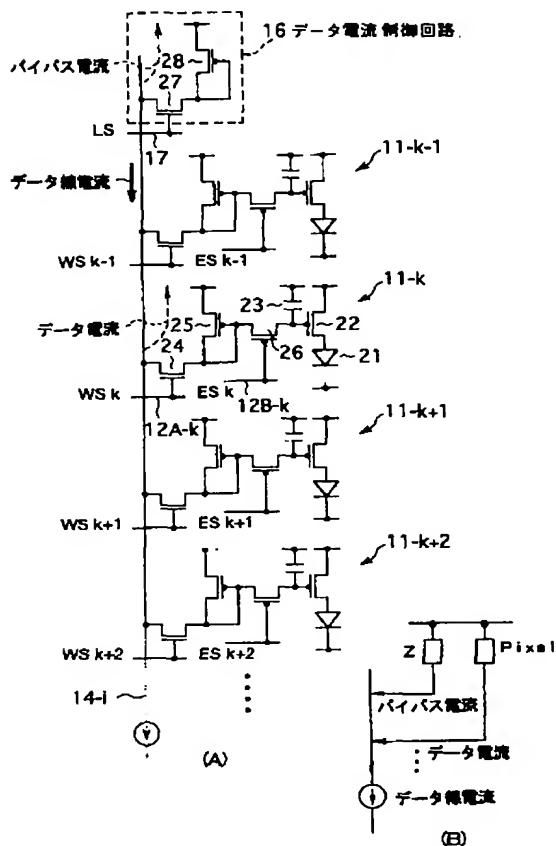 16 データ電流 制御回路
バイパス電流
28
27
LS
17
データ線電流
11-k-1
WS k-1
ES k-1
11-k
23
データ電流
25
22
24
26
21
WS k
ES k
12A-k
12B-k
11-k+1
WS k+1
ES k+1
11-k+2
WS k+2
ES k+2
14-i
(A)
Z
Pixel
バイパス電流
データ電流
データ線電流
(B)